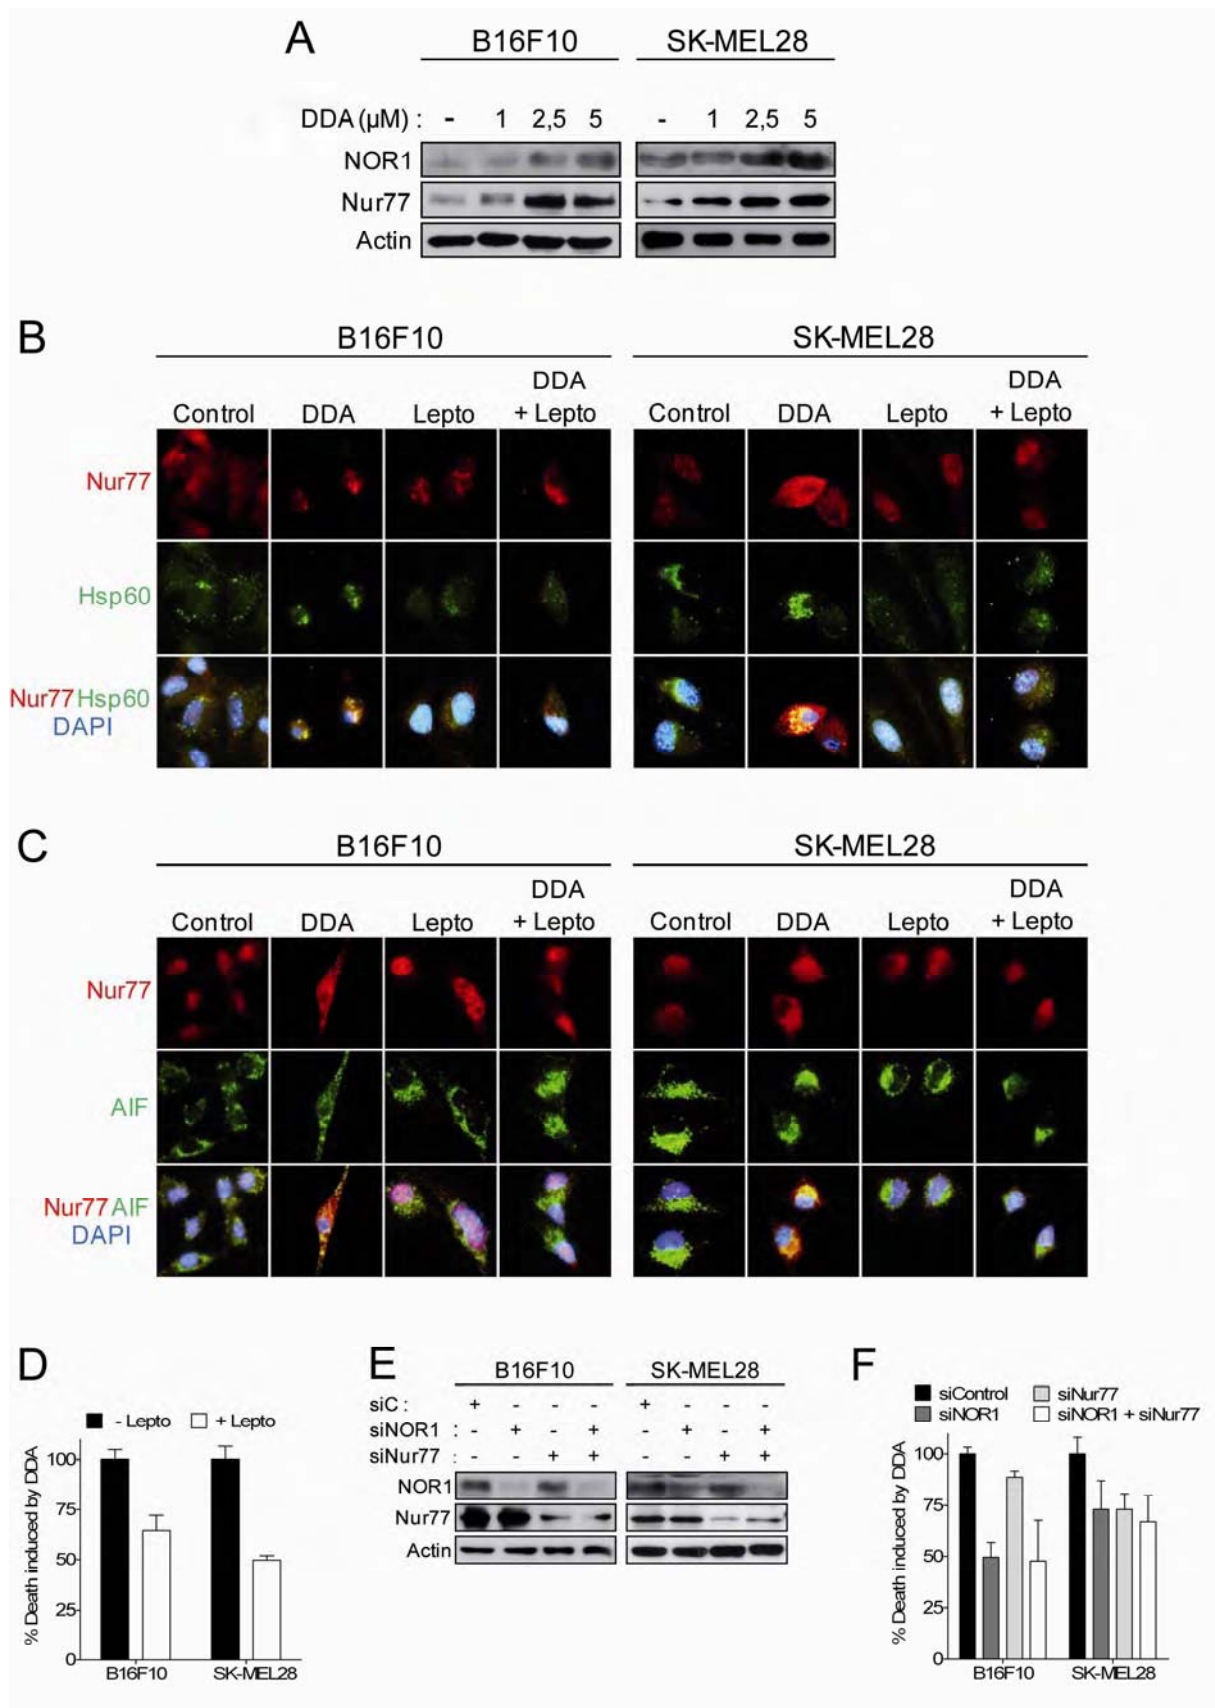 A
B16F10 SK-MEL28
DDA (µM) : - 1 2,5 5 - 1 2,5 5
NOR1
Nur77
Actin
B
B16F10 SK-MEL28
Control DDA Lepto DDA + Lepto Control DDA Lepto DDA + Lepto
Nur77
Hsp60
Nur77 Hsp60
DAPI
C
B16F10 SK-MEL28
Control DDA Lepto DDA + Lepto Control DDA Lepto DDA + Lepto
Nur77
AIF
Nur77 AIF
DAPI
D
- Lepto + Lepto
% Death induced by DDA
100
75
50
25
0
B16F10 SK-MEL28
E
B16F10 SK-MEL28
siC : + - - - + - - -
siNOR1 : - + - + - + - +
siNur77 : - - + + - - + +
NOR1
Nur77
Actin
F
siControl siNur77
siNOR1 siNOR1 + siNur77
% Death induced by DDA
100
75
50
25
0
B16F10 SK-MEL28